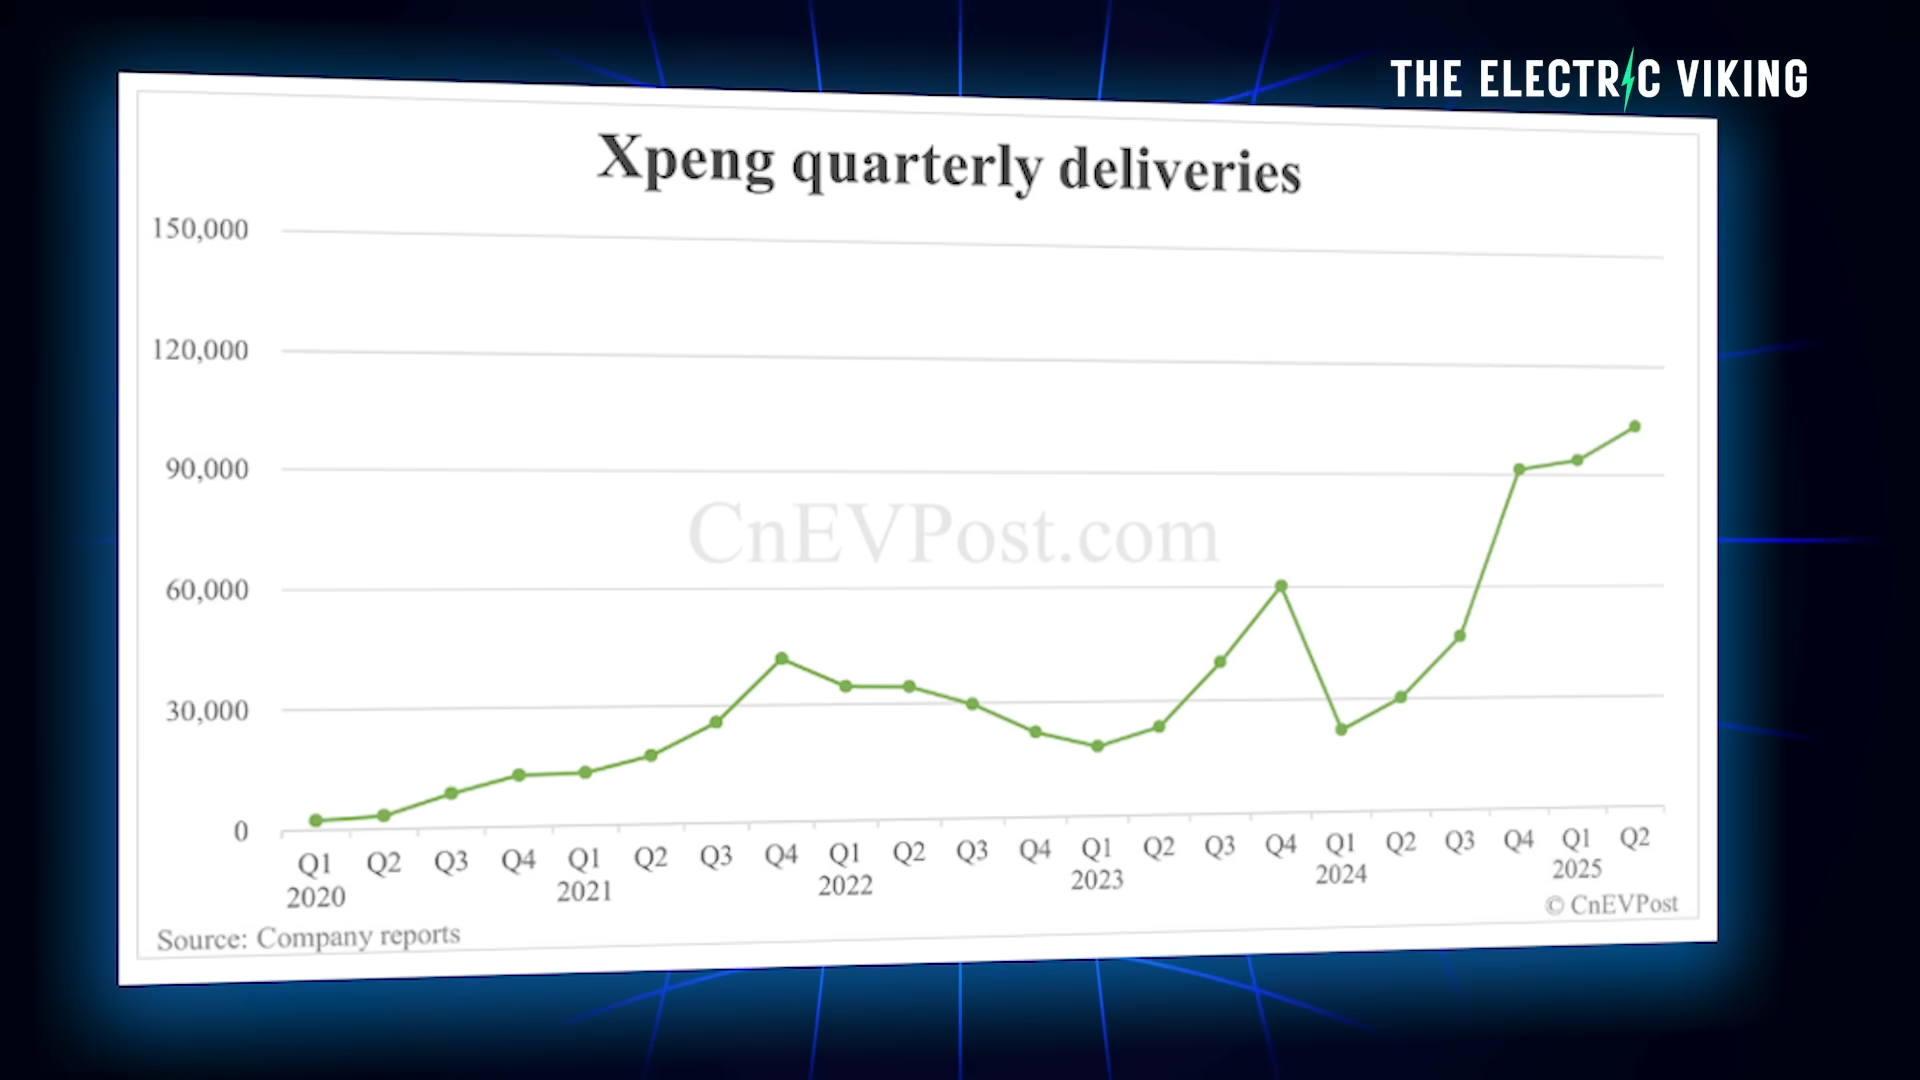 THE ELECTRIC VIKING
Xpeng quarterly deliveries
150,000
120,000
90,000
60,000
30,000
0
CnEVPost.com
Q1 Q2 Q3 Q4 Q1 Q2 Q3 Q4 Q1 Q2 Q3 Q4 Q1 Q2 Q3 Q4 Q1 Q2 Q3 Q4 Q1 Q2
2020 2021 2022 2023 2024 2025
© CnEVPost
Source: Company reports